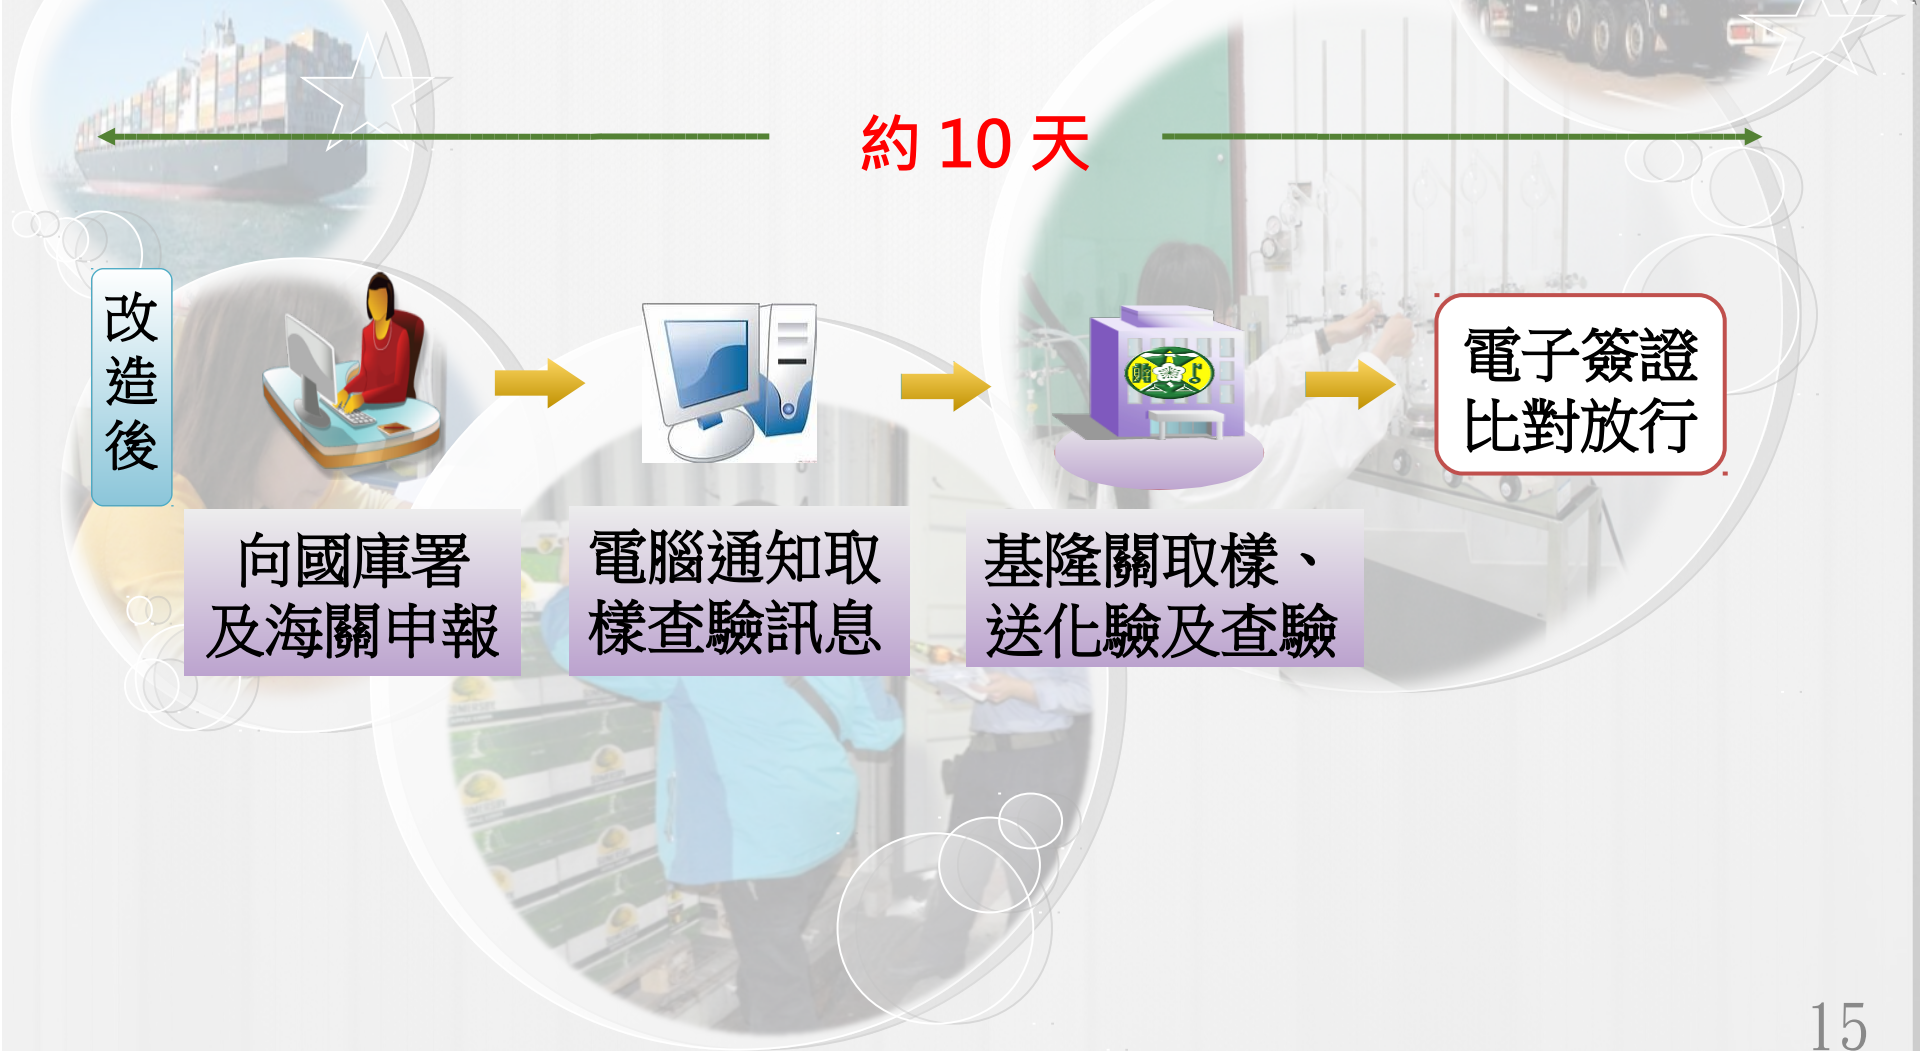 約 10 天
改
造
後
向國庫署
及海關申報
電腦通知取
樣查驗訊息
基隆關取樣、
送化驗及查驗
電子簽證
比對放行
15